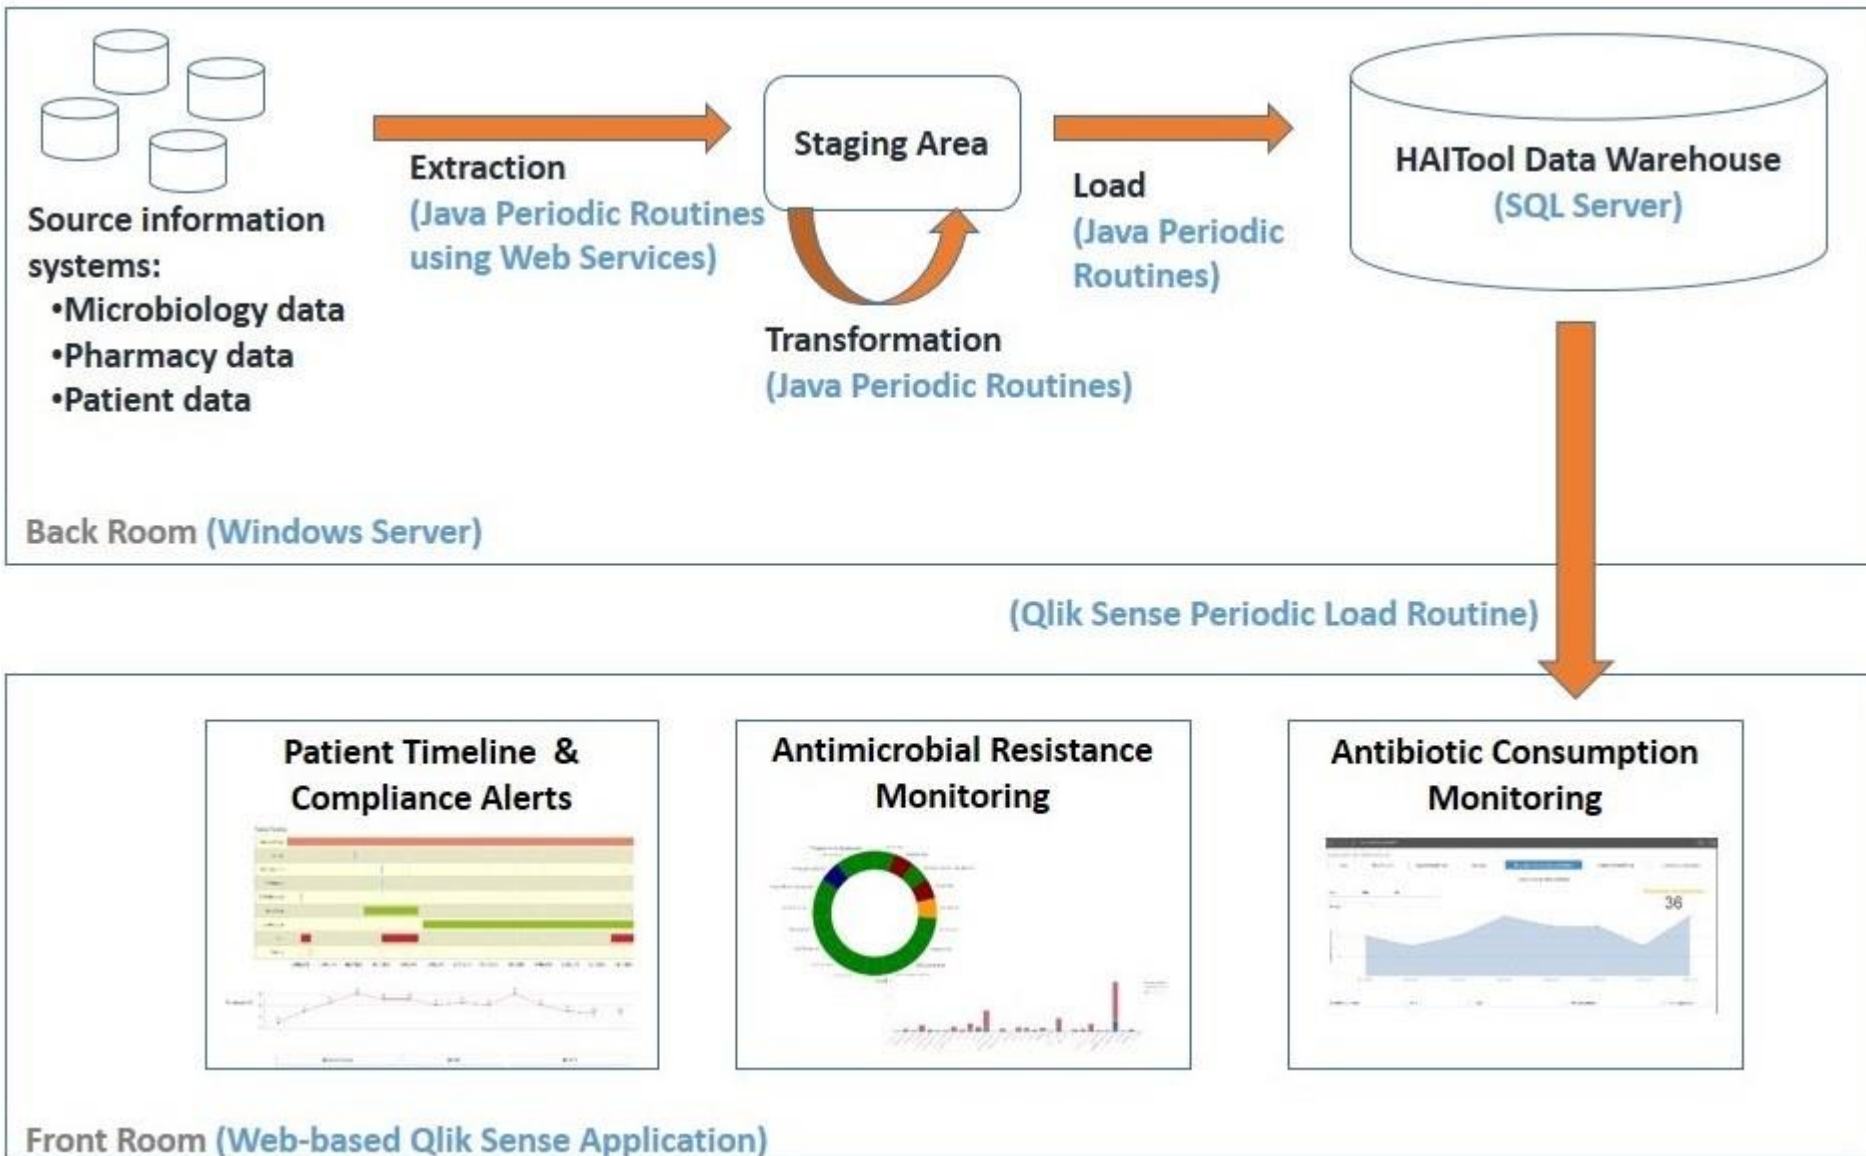 Source information
systems:
•Microbiology data
•Pharmacy data
•Patient data
Extraction
(Java Periodic Routines
using Web Services)
Staging Area
Transformation
(Java Periodic Routines)
Load
(Java Periodic
Routines)
HAITool Data Warehouse
(SQL Server)
Back Room (Windows Server)
(Qlik Sense Periodic Load Routine)
Patient Timeline &
Compliance Alerts
Antimicrobial Resistance
Monitoring
Antibiotic Consumption
Monitoring
36
Front Room (Web-based Qlik Sense Application)